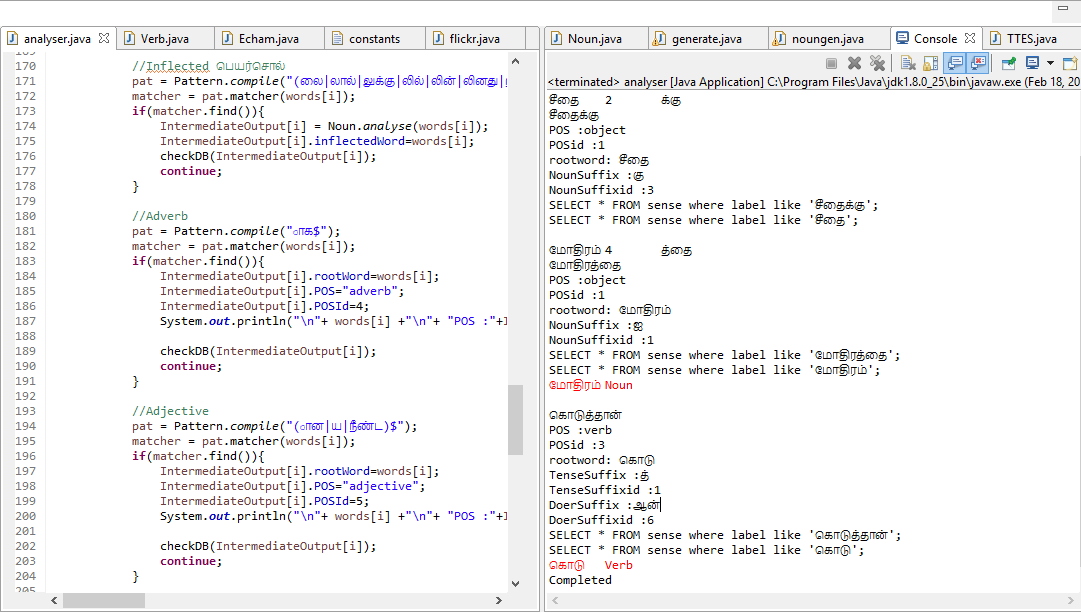 analyser.java Verb.java Echam.java constants flickr.java
170 //Inflected பெயர்சொல்
171 pat = Pattern.compile("(லை|லால்|லுக்கு|லில்|லின்|லினது|
172 matcher = pat.matcher(words[i]);
173 if(matcher.find()){
174 IntermediateOutput[i] = Noun.analyse(words[i]);
175 IntermediateOutput[i].inflectedWord=words[i];
176 checkDB(IntermediateOutput[i]);
177 continue;
178 }
179
180 //Adverb
181 pat = Pattern.compile("ாக$");
182 matcher = pat.matcher(words[i]);
183 if(matcher.find()){
184 IntermediateOutput[i].rootWord=words[i];
185 IntermediateOutput[i].POS="adverb";
186 IntermediateOutput[i].POSId=4;
187 System.out.println("\n"+ words[i] +"\n"+ "POS :"+I
188
189 checkDB(IntermediateOutput[i]);
190 continue;
191 }
192
193 //Adjective
194 pat = Pattern.compile("(ான|ய|நீண்ட)$");
195 matcher = pat.matcher(words[i]);
196 if(matcher.find()){
197 IntermediateOutput[i].rootWord=words[i];
198 IntermediateOutput[i].POS="adjective";
199 IntermediateOutput[i].POSId=5;
200 System.out.println("\n"+ words[i] +"\n"+ "POS :"+I
201
202 checkDB(IntermediateOutput[i]);
203 continue;
204 }
205
Noun.java generate.java noungen.java Console TTES.java
<terminated> analyser [Java Application] C:\Program Files\Java\jdk1.8.0_25\bin\javaw.exe (Feb 18, 20
சீதை 2 க்கு
சீதைக்கு
POS :object
POSid :1
rootword: சீதை
NounSuffix :கு
NounSuffixid :3
SELECT * FROM sense where label like 'சீதைக்கு';
SELECT * FROM sense where label like 'சீதை';
மோதிரம் 4 த்தை
மோதிரத்தை
POS :object
POSid :1
rootword: மோதிரம்
NounSuffix :ஐ
NounSuffixid :1
SELECT * FROM sense where label like 'மோதிரத்தை';
SELECT * FROM sense where label like 'மோதிரம்';
மோதிரம் Noun
கொடுத்தான்
POS :verb
POSid :3
rootword: கொடு
TenseSuffix :த்
TenseSuffixid :1
DoerSuffix :ஆன்
DoerSuffixid :6
SELECT * FROM sense where label like 'கொடுத்தான்';
SELECT * FROM sense where label like 'கொடு';
கொடு Verb
Completed